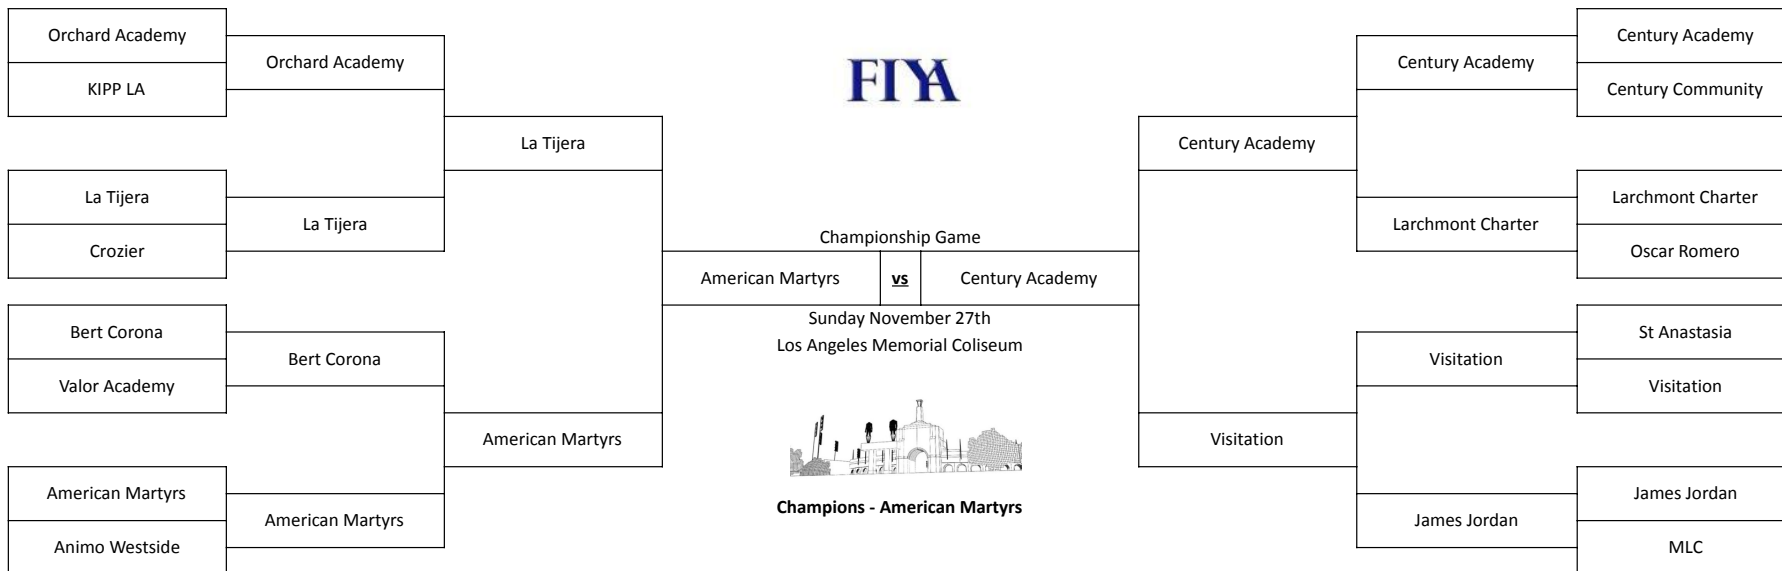 Orchard Academy
KIPP LA
La Tijera
Crozier
Bert Corona
Valor Academy
American Martyrs
Animo Westside
Orchard Academy
La Tijera
Bert Corona
American Martyrs
La Tijera
American Martyrs
FIYA
Championship Game
American Martyrs vs Century Academy
Sunday November 27th
Los Angeles Memorial Coliseum
Champions - American Martyrs
Century Academy
Visitation
Century Academy
Larchmont Charter
Visitation
James Jordan
Century Academy
Century Community
Larchmont Charter
Oscar Romero
St Anastasia
Visitation
James Jordan
MLC